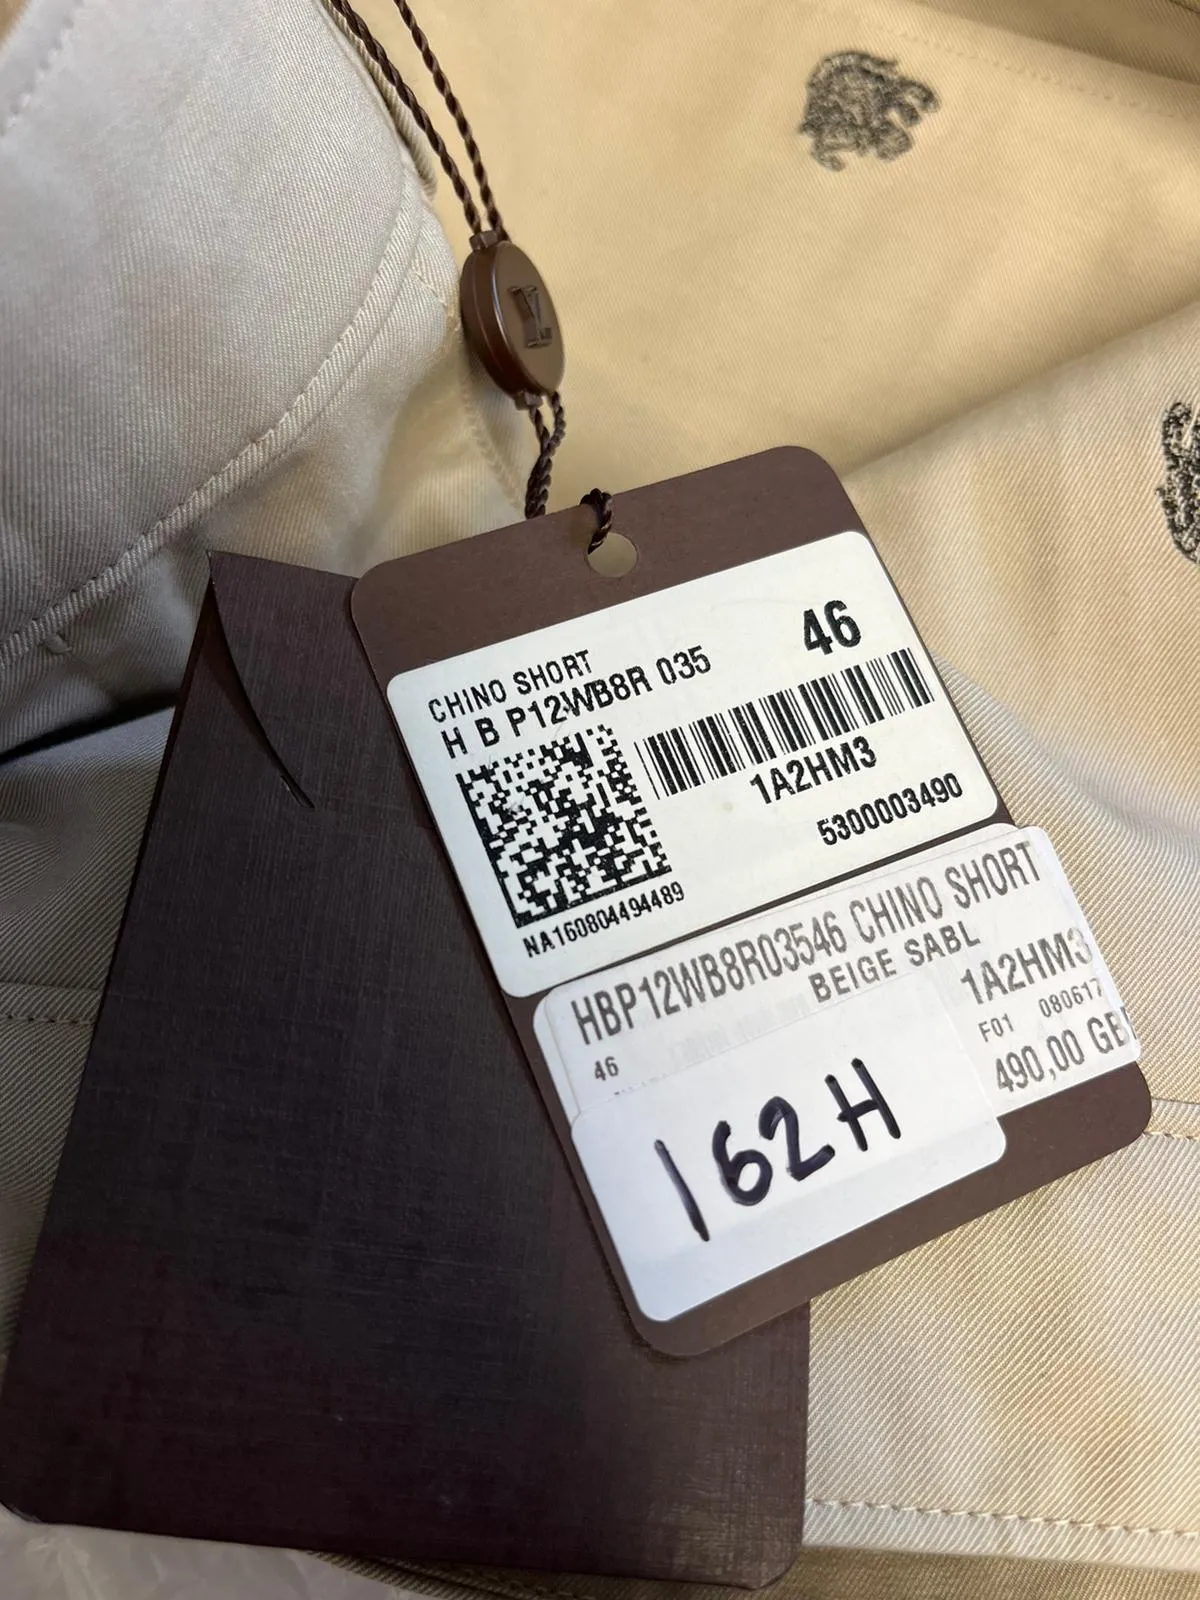 LV
CHINO SHORT
46
H B P12WB8R 035
1A2HM3
5300003490
NA160804494489
HBP12WB8R03546 CHINO SHORT
BEIGE SABL
1A2HM3
46
F01 080617
490,00 GB
162H